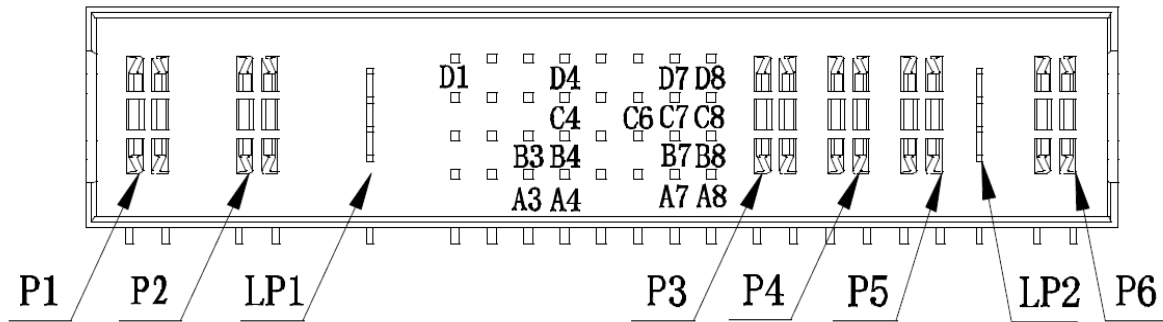 D1 D4 D7 D8
C4 C6 C7 C8
B3 B4 B7 B8
A3 A4 A7 A8
P1 P2 LP1 P3 P4 P5 LP2 P6